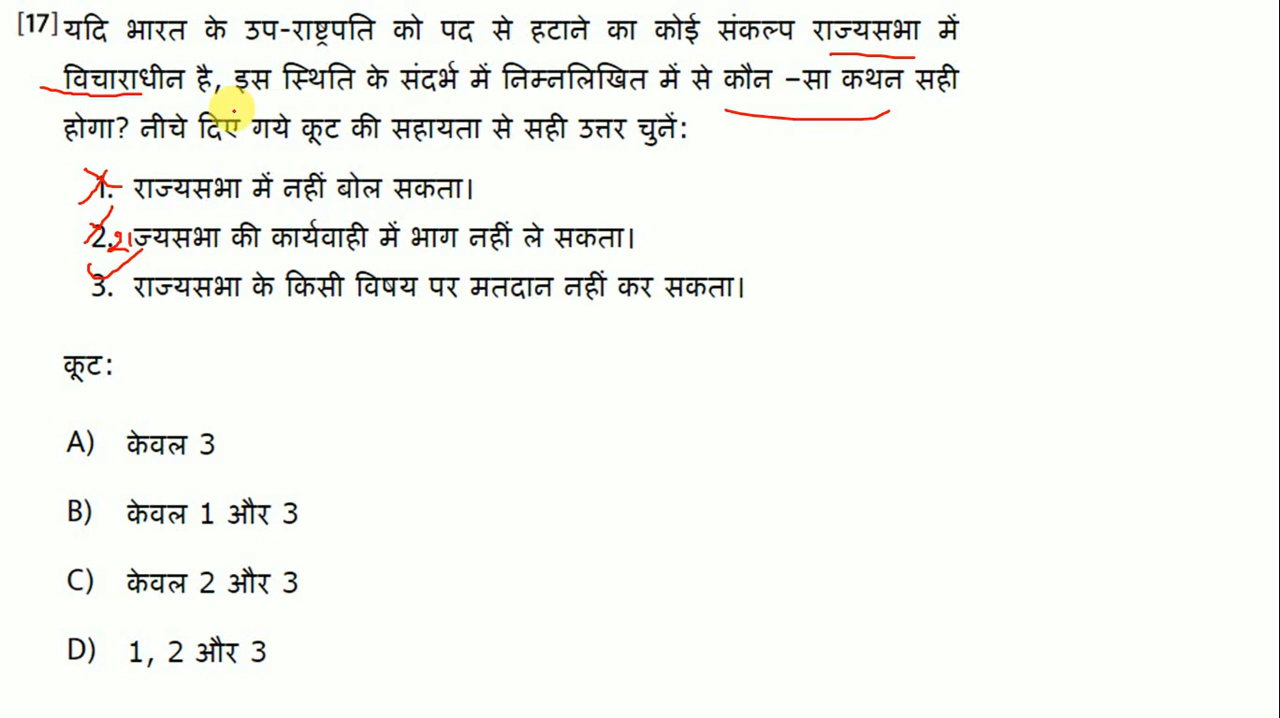 [17] यदि भारत के उप-राष्ट्रपति को पद से हटाने का कोई संकल्प राज्यसभा में
विचाराधीन है, इस स्थिति के संदर्भ में निम्नलिखित में से कौन –सा कथन सही
होगा? नीचे दिए गये कूट की सहायता से सही उत्तर चुनें:
1. राज्यसभा में नहीं बोल सकता।
2. राज्यसभा की कार्यवाही में भाग नहीं ले सकता।
3. राज्यसभा के किसी विषय पर मतदान नहीं कर सकता।
कूट:
A) केवल 3
B) केवल 1 और 3
C) केवल 2 और 3
D) 1, 2 और 3